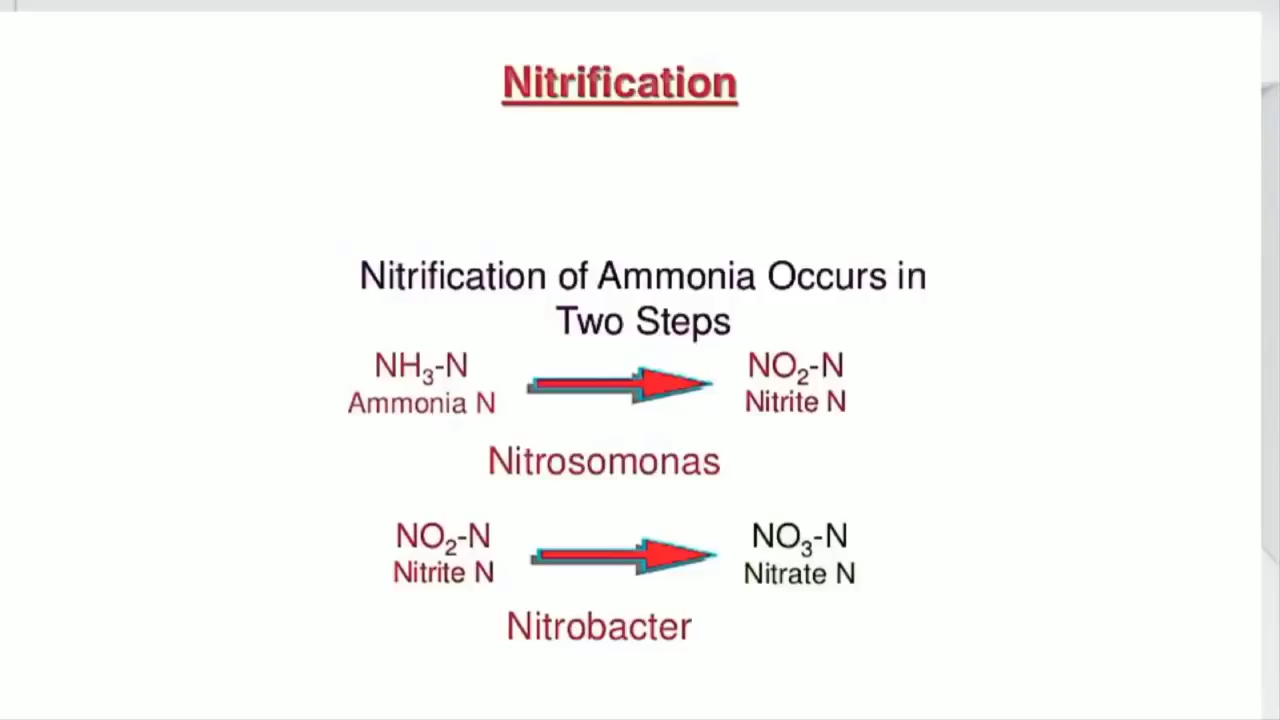 Nitrification
Nitrification of Ammonia Occurs in
Two Steps
NH₃-N NO₂-N
Ammonia N Nitrite N
Nitrosomonas
NO₂-N NO₃-N
Nitrite N Nitrate N
Nitrobacter